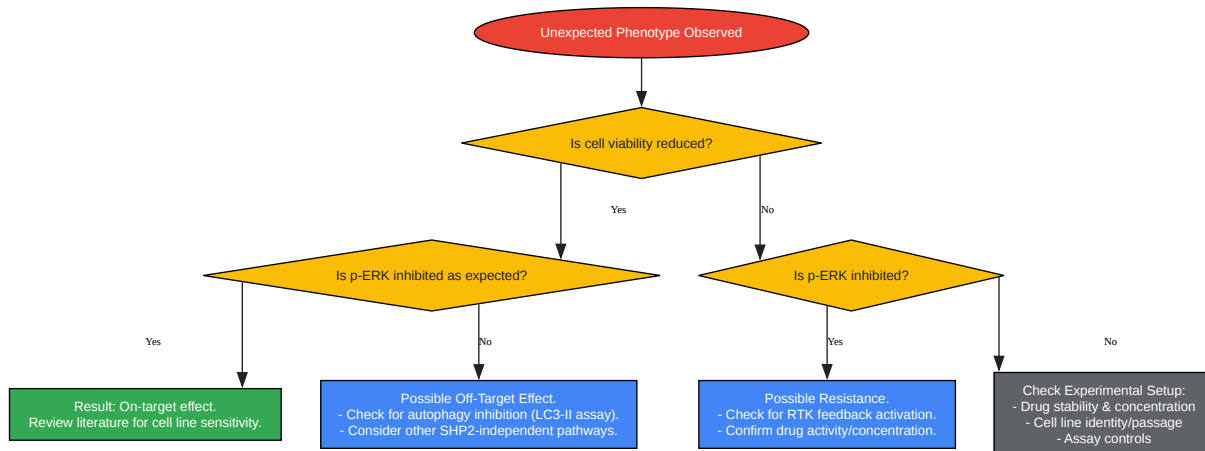 Unexpected Phenotype Observed
Is cell viability reduced?
Yes
No
Is p-ERK inhibited as expected?
Is p-ERK inhibited?
Yes
No
Yes
No
Result: On-target effect.
Review literature for cell line sensitivity.
Possible Off-Target Effect.
- Check for autophagy inhibition (LC3-II assay).
- Consider other SHP2-independent pathways.
Possible Resistance.
- Check for RTK feedback activation.
- Confirm drug activity/concentration.
Check Experimental Setup:
- Drug stability & concentration
- Cell line identity/passage
- Assay controls